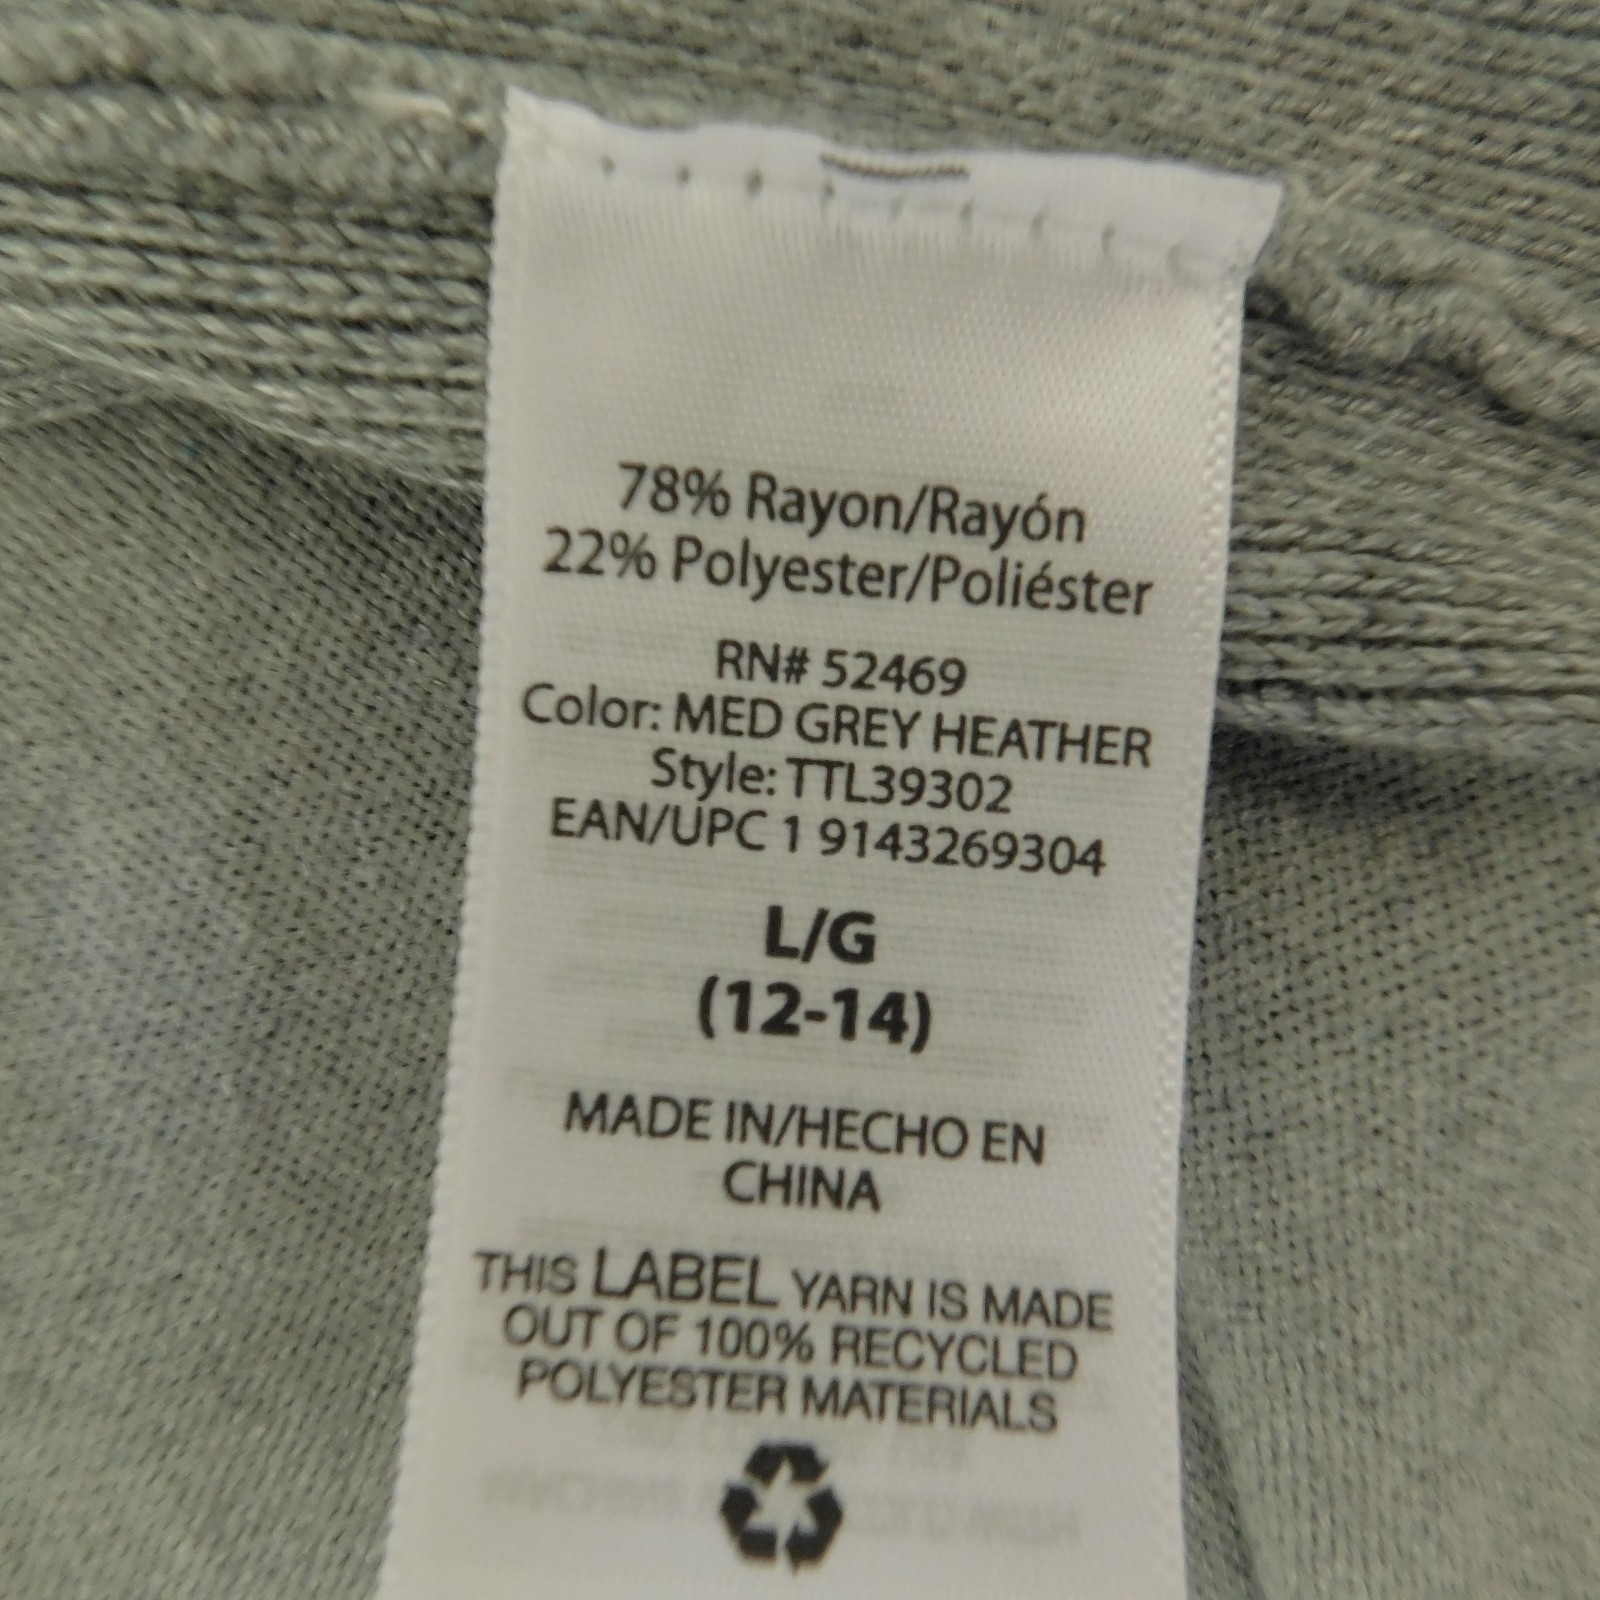 78% Rayon/Rayón
22% Polyester/Poliéster
RN# 52469
Color: MED GREY HEATHER
Style: TTL39302
EAN/UPC 1 9143269304
L/G
(12-14)
MADE IN/HECHO EN
CHINA
THIS LABEL YARN IS MADE
OUT OF 100% RECYCLED
POLYESTER MATERIALS